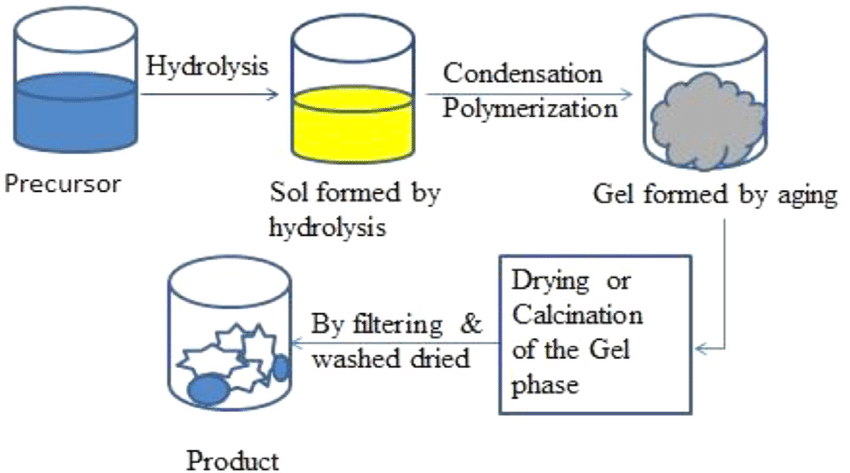 Hydrolysis
Condensation
Polymerization
Precursor
Sol formed by
hydrolysis
Gel formed by aging
Drying or
Calcination
of the Gel
phase
By filtering &
washed dried
Product